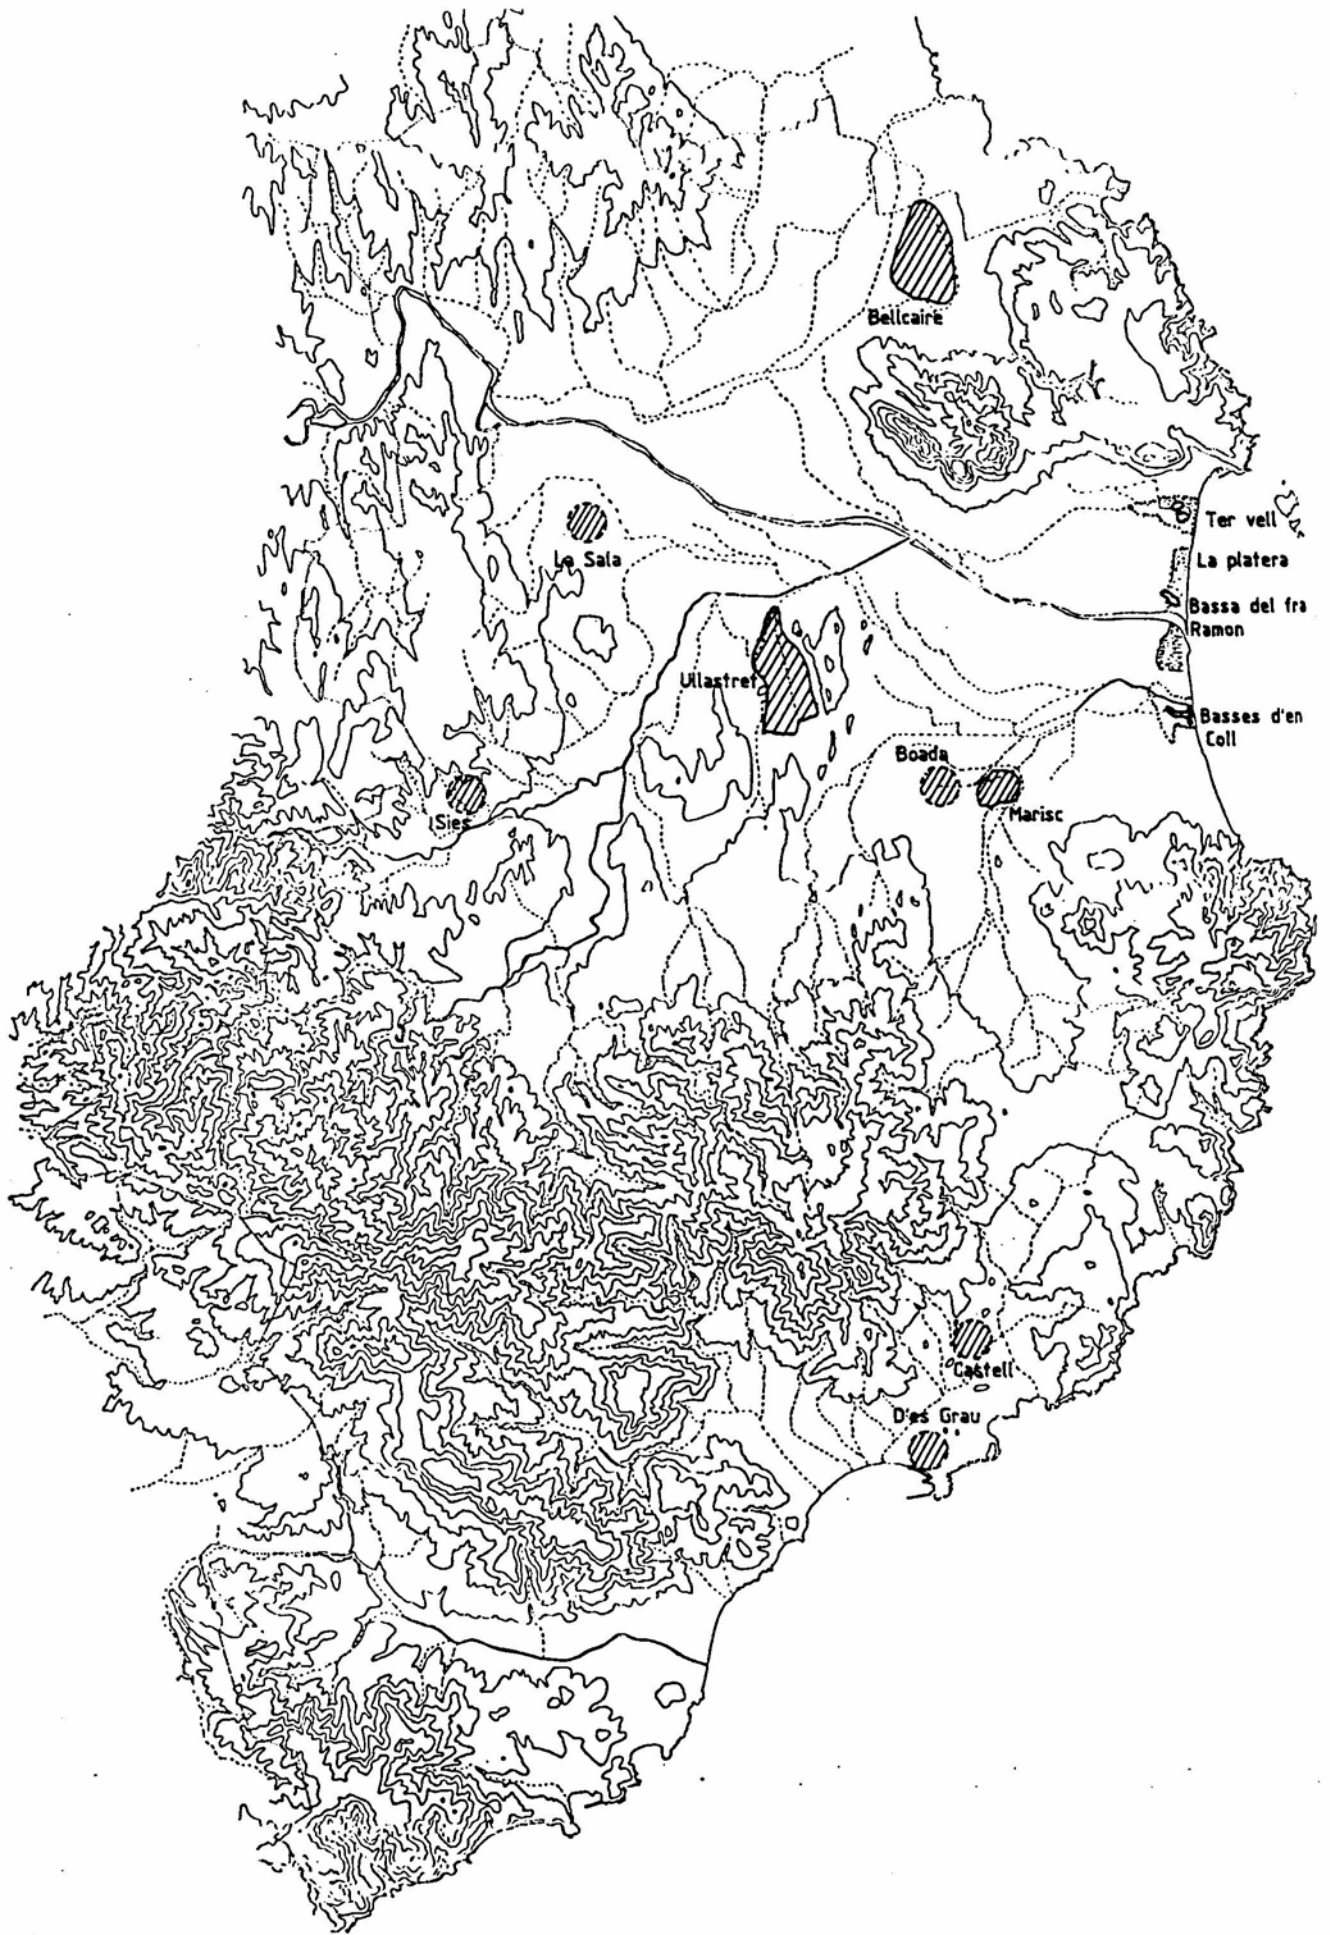 Bellcaire
Ter vell
La Sala
La platera
Bassa del fra
Ramon
Ullastret
Basses d'en
Coll
Boada
Marisc
Sies
Castell
D'es Grau